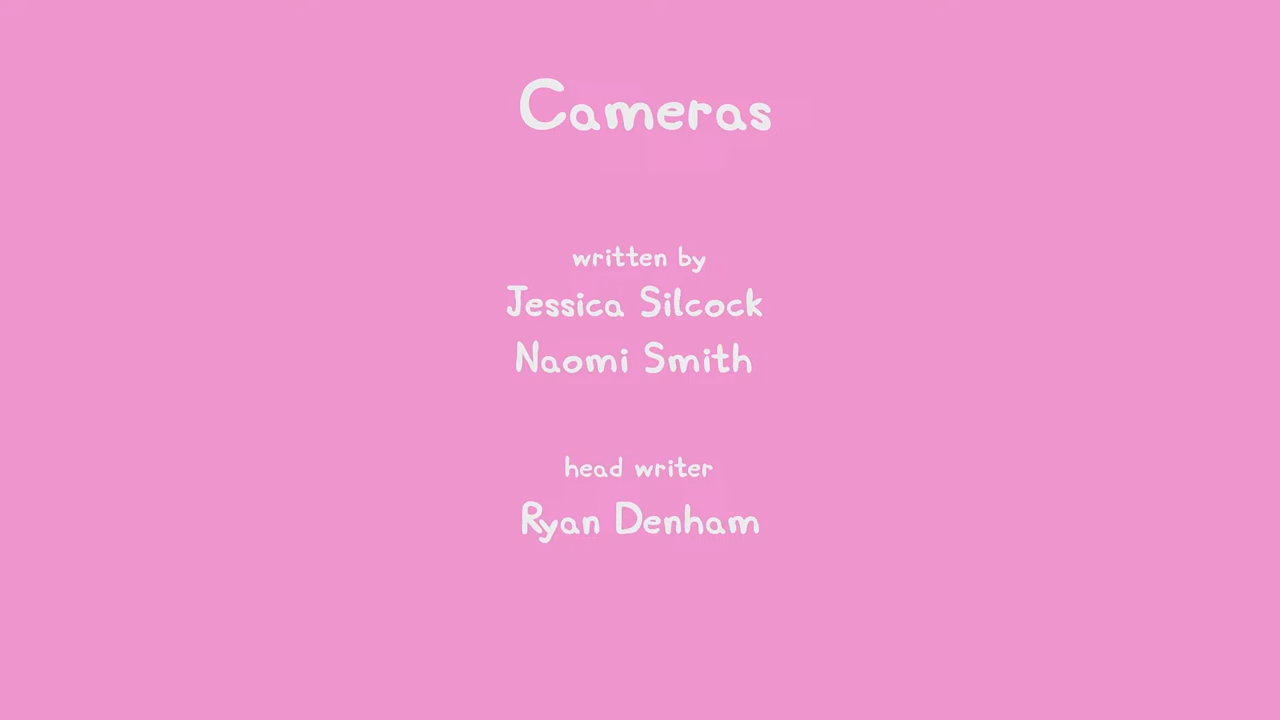 Cameras
written by
Jessica Silcock
Naomi Smith
head writer
Ryan Denham